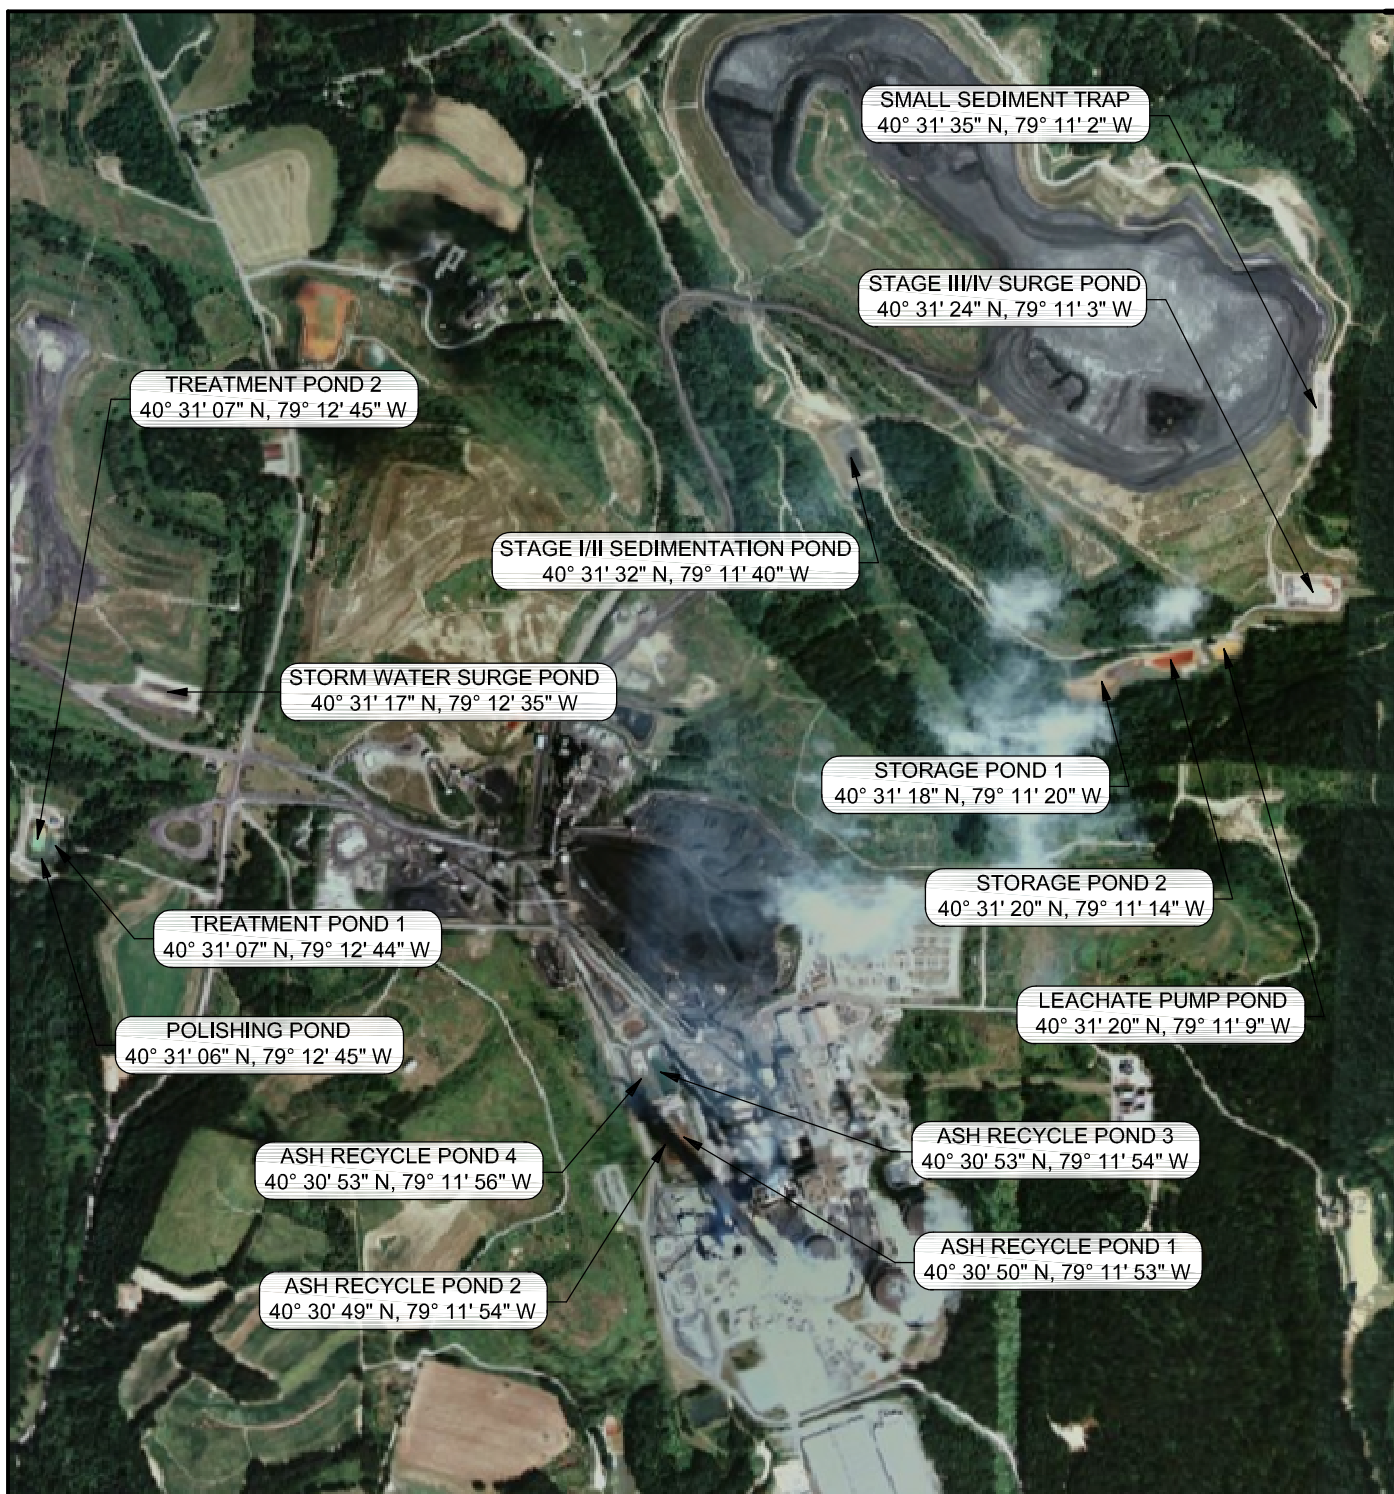 SMALL SEDIMENT TRAP
40° 31' 35" N, 79° 11' 2" W
STAGE III/IV SURGE POND
40° 31' 24" N, 79° 11' 3" W
TREATMENT POND 2
40° 31' 07" N, 79° 12' 45" W
STAGE I/II SEDIMENTATION POND
40° 31' 32" N, 79° 11' 40" W
STORM WATER SURGE POND
40° 31' 17" N, 79° 12' 35" W
STORAGE POND 1
40° 31' 18" N, 79° 11' 20" W
STORAGE POND 2
40° 31' 20" N, 79° 11' 14" W
TREATMENT POND 1
40° 31' 07" N, 79° 12' 44" W
LEACHATE PUMP POND
40° 31' 20" N, 79° 11' 9" W
POLISHING POND
40° 31' 06" N, 79° 12' 45" W
ASH RECYCLE POND 3
40° 30' 53" N, 79° 11' 54" W
ASH RECYCLE POND 4
40° 30' 53" N, 79° 11' 56" W
ASH RECYCLE POND 1
40° 30' 50" N, 79° 11' 53" W
ASH RECYCLE POND 2
40° 30' 49" N, 79° 11' 54" W